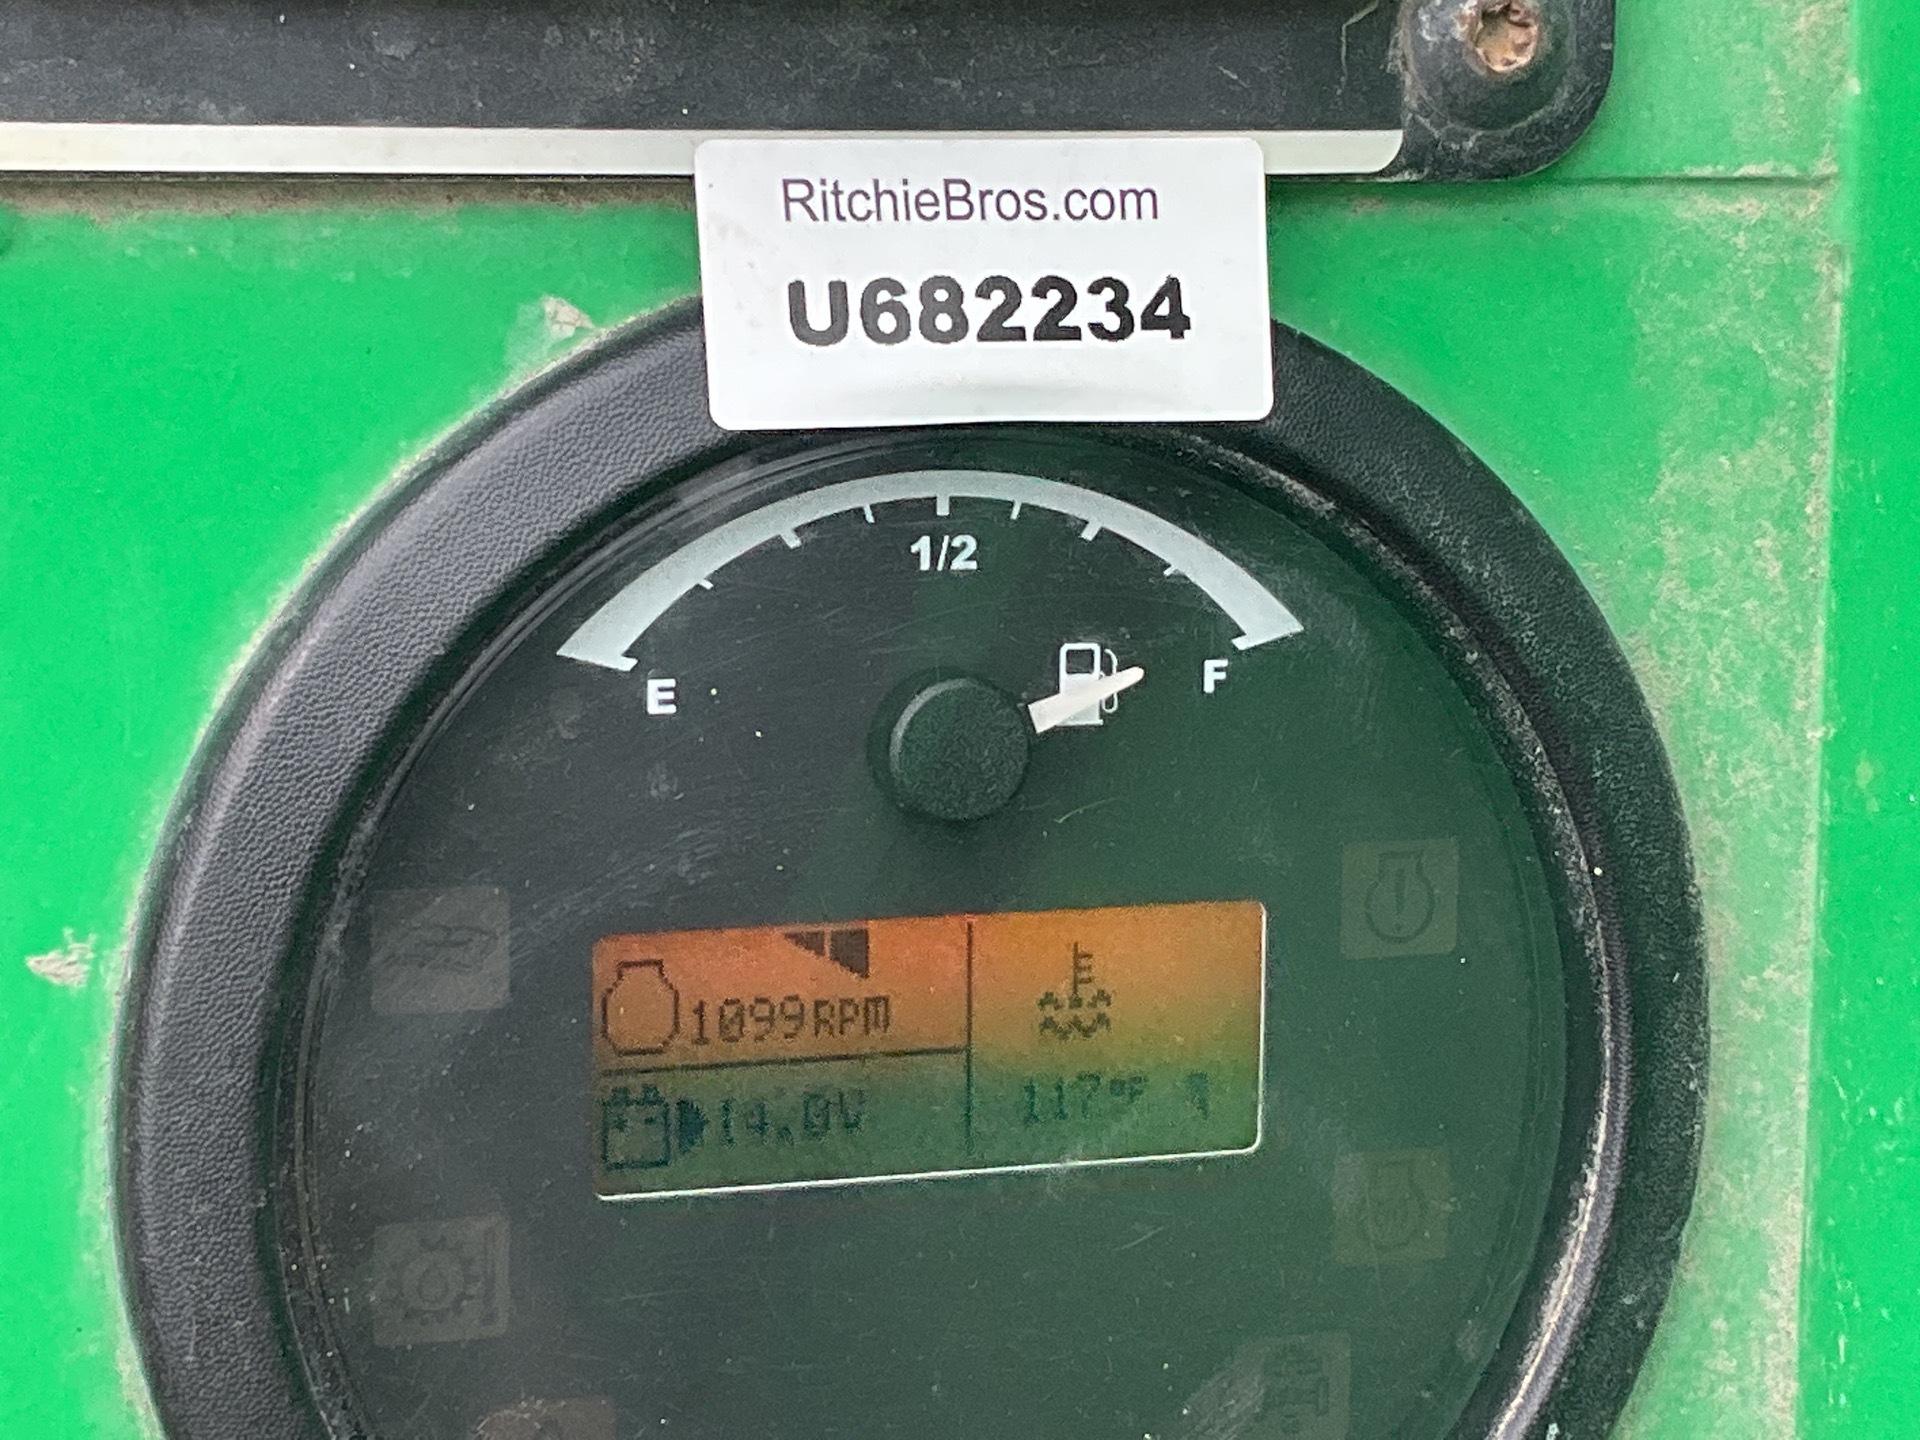 RitchieBros.com
U682234
1/2
E
F
1099RPM
14.0V
117°F